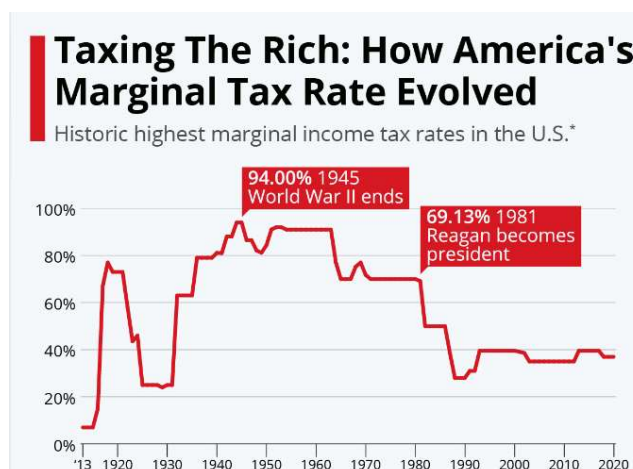 Taxing The Rich: How America's
Marginal Tax Rate Evolved
Historic highest marginal income tax rates in the U.S.*
94.00% 1945
World War II ends
69.13% 1981
Reagan becomes
president
100%
80%
60%
40%
20%
0%
'13 1920 1930 1940 1950 1960 1970 1980 1990 2000 2010 2020